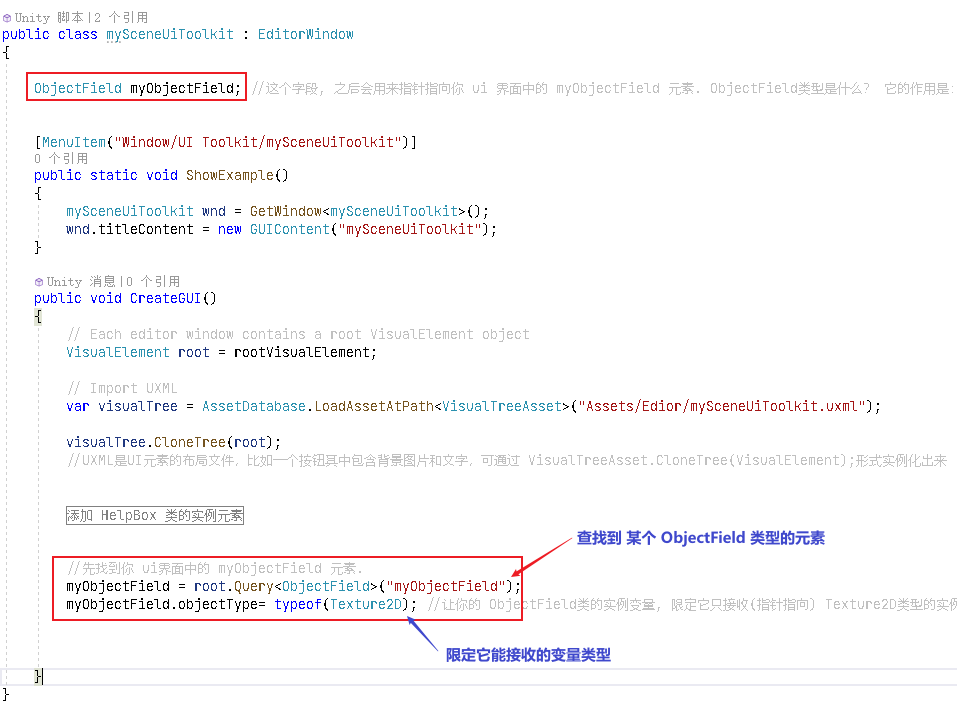 Unity 脚本|2 个引用
public class mySceneUiToolkit : EditorWindow
{
ObjectField myObjectField; //这个字段, 之后会用来指针指向你 ui 界面中的 myObjectField 元素. ObjectField类型是什么? 它的作用是:
[MenuItem("Window/UI Toolkit/mySceneUiToolkit")]
0 个引用
public static void ShowExample()
{
mySceneUiToolkit wnd = GetWindow<mySceneUiToolkit>();
wnd.titleContent = new GUIContent("mySceneUiToolkit");
}
Unity 消息|0 个引用
public void CreateGUI()
{
// Each editor window contains a root VisualElement object
VisualElement root = rootVisualElement;
// Import UXML
var visualTree = AssetDatabase.LoadAssetAtPath<VisualTreeAsset>("Assets/Edior/mySceneUiToolkit.uxml");
visualTree.CloneTree(root);
//UXML是UI元素的布局文件，比如一个按钮其中包含背景图片和文字，可通过 VisualTreeAsset.CloneTree(VisualElement);形式实例化出来
添加 HelpBox 类的实例元素
查找到 某个 ObjectField 类型的元素
//先找到你 ui界面中的 myObjectField 元素.
myObjectField = root.Query<ObjectField>("myObjectField");
myObjectField.objectType= typeof(Texture2D); //让你的 ObjectField类的实例变量, 限定它只接收(指针指向) Texture2D类型的实例
限定它能接收的变量类型
}
}